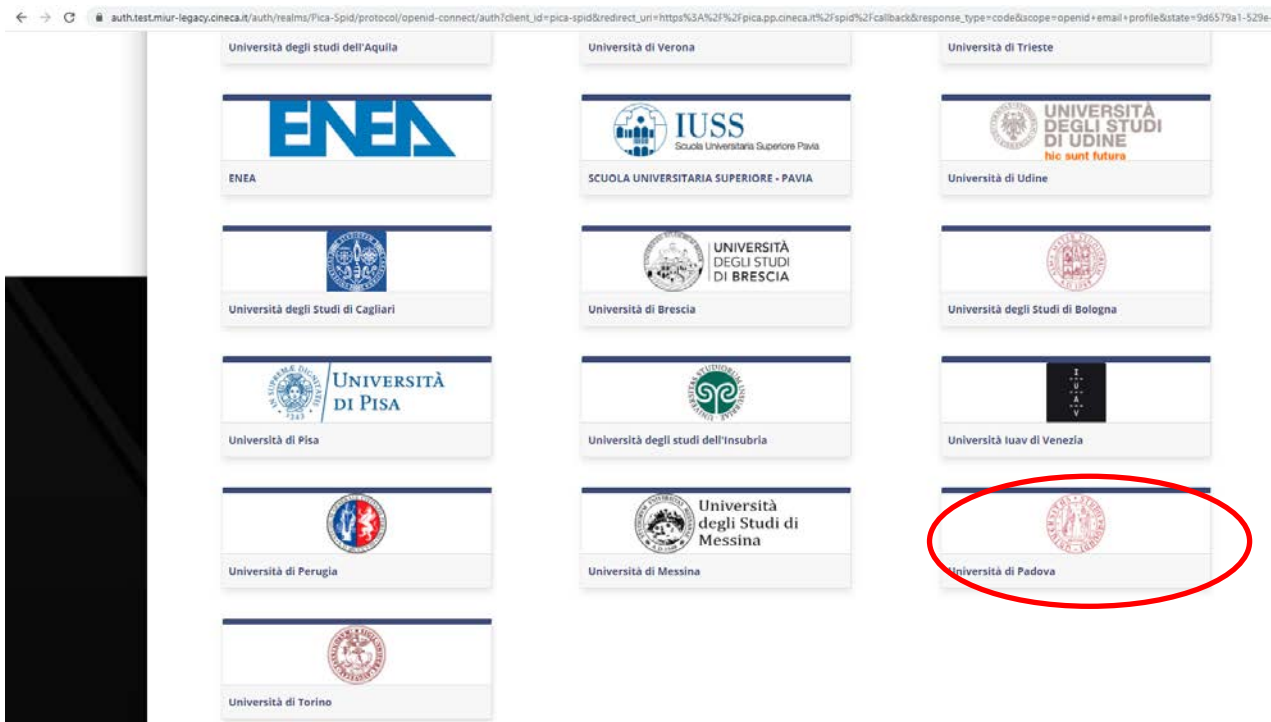 auth.test.miur-legacy.cineca.it/auth/realms/Pica-Spid/protocol/openid-connect/auth?client_id=pica-spid&redirect_uri=https%3A%2F%2Fpica.pp.cineca.it%2Fspid%2Fcallback&response_type=code&scope=openid+email+profile&state=9d6579a1-529e-
Università degli studi dell'Aquila
Università di Verona
Università di Trieste
ENEA
IUSS
Scuola Universitaria Superiore Pavia
UNIVERSITÀ
DEGLI STUDI
DI UDINE
hic sunt futura
ENEA
SCUOLA UNIVERSITARIA SUPERIORE - PAVIA
Università di Udine
UNIVERSITÀ
DEGLI STUDI
DI BRESCIA
Università degli Studi di Cagliari
Università di Brescia
Università degli Studi di Bologna
IN SUPREMÆ DIGNITATIS
1343
UNIVERSITÀ
DI PISA
I
U
A
V
Università di Pisa
Università degli studi dell'Insubria
Università Iuav di Venezia
Università
degli Studi di
Messina
Università di Perugia
Università di Messina
Università di Padova
Università di Torino